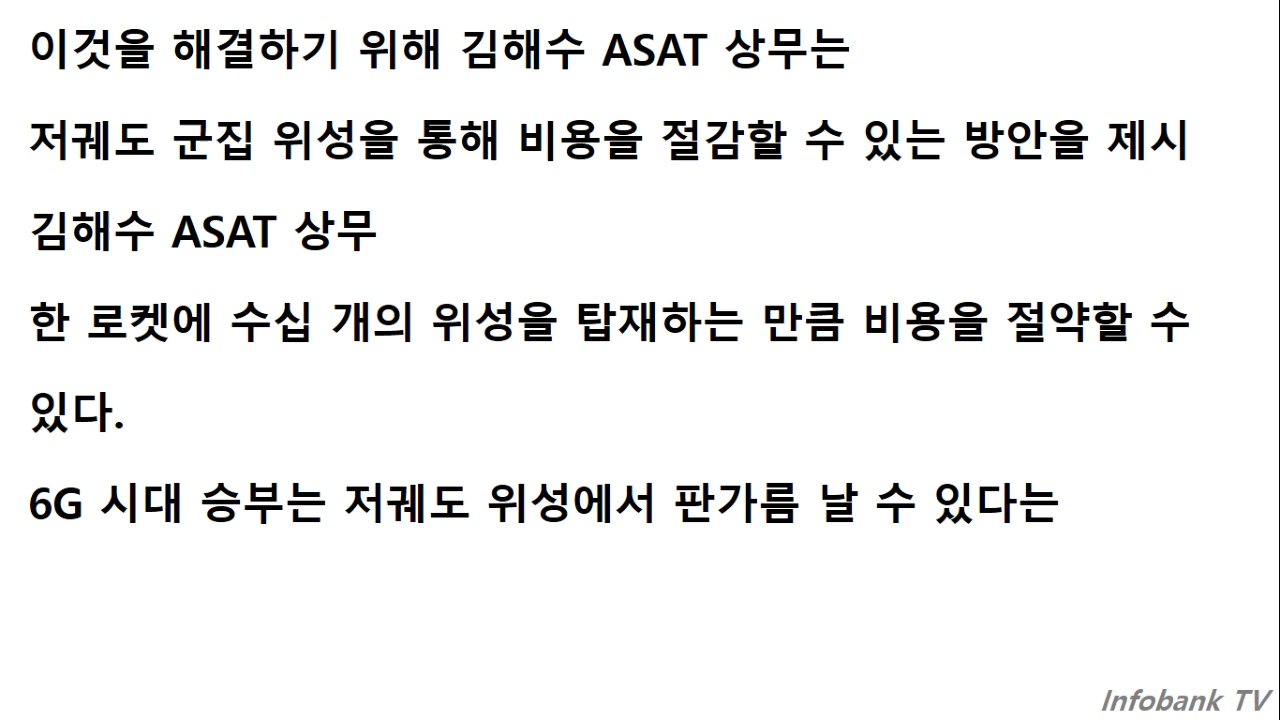 이것을 해결하기 위해 김해수 ASAT 상무는
저궤도 군집 위성을 통해 비용을 절감할 수 있는 방안을 제시
김해수 ASAT 상무
한 로켓에 수십 개의 위성을 탑재하는 만큼 비용을 절약할 수
있다.
6G 시대 승부는 저궤도 위성에서 판가름 날 수 있다는
Infobank TV